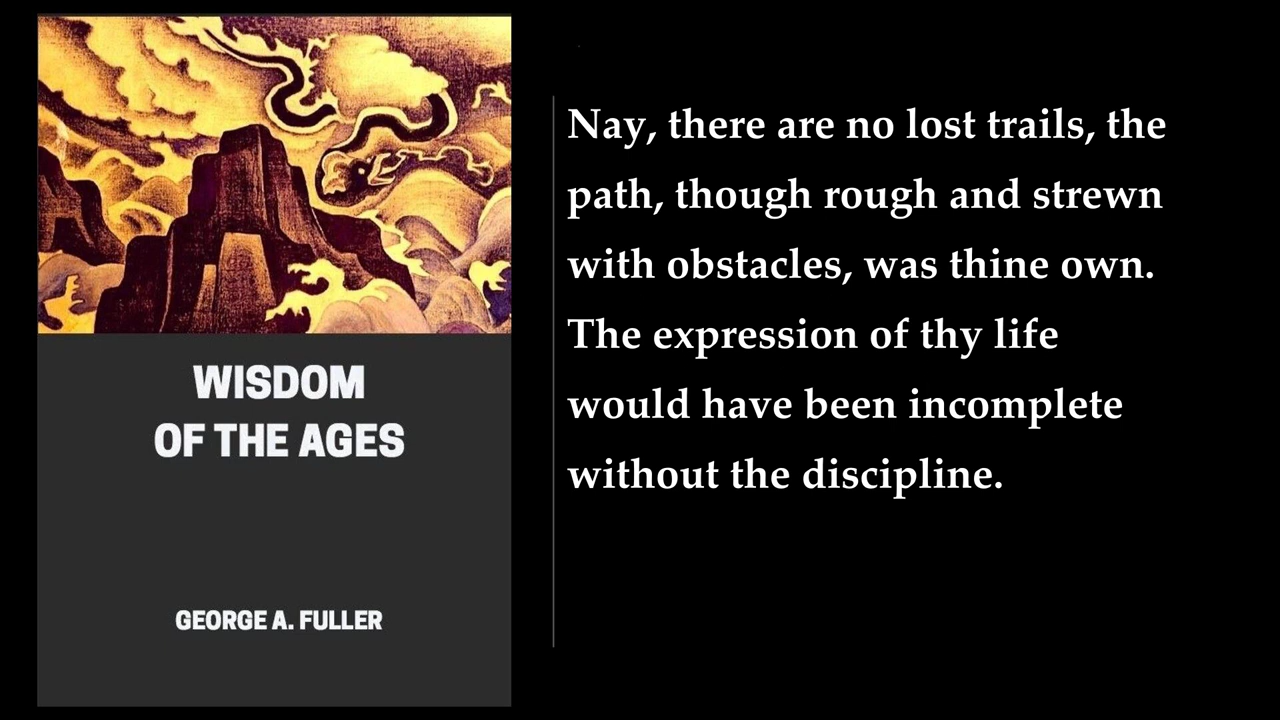 WISDOM
OF THE AGES
GEORGE A. FULLER
Nay, there are no lost trails, the
path, though rough and strewn
with obstacles, was thine own.
The expression of thy life
would have been incomplete
without the discipline.